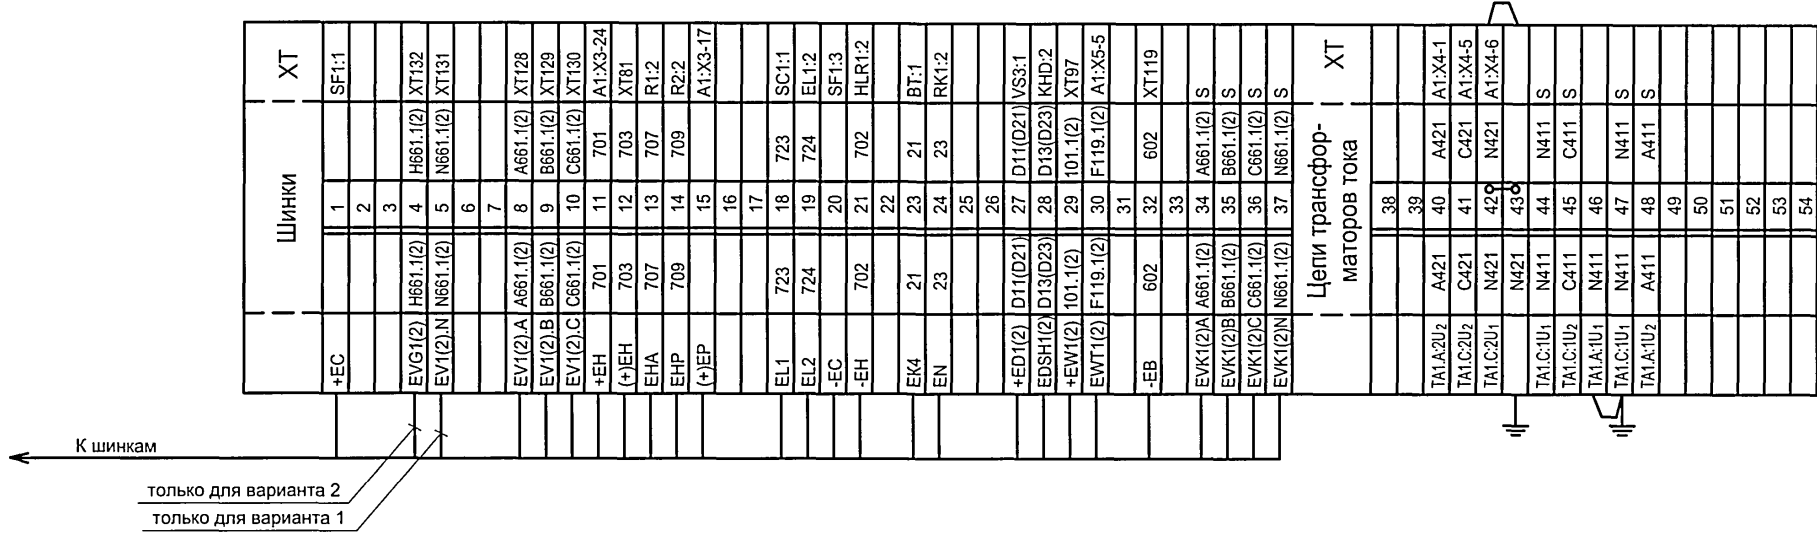 Шинки XT
+EC 1 SF1:1
2
3
EVG1(2) H661.1(2) 4 H661.1(2) XT132
EV1(2).N N661.1(2) 5 N661.1(2) XT131
6
7
EV1(2).A A661.1(2) 8 A661.1(2) XT128
EV1(2).B B661.1(2) 9 B661.1(2) XT129
EV1(2).C C661.1(2) 10 C661.1(2) XT130
+EH 701 11 701 A1:X3-24
(+)EH 703 12 703 XT81
EHA 707 13 707 R1:2
EHP 709 14 709 R2:2
(+)EP 15 A1:X3-17
16
17
EL1 723 18 723 SC1:1
EL2 724 19 724 EL1:2
-EC 20 SF1:3
-EH 702 21 702 HLR1:2
22
EK4 21 23 21 BT:1
EN 23 24 23 RK1:2
25
26
+ED1(2) D11(D21) 27 D11(D21) VS3:1
EDSH1(2) D13(D23) 28 D13(D23) KHD:2
+EW1(2) 101.1(2) 29 101.1(2) XT97
EWT1(2) F119.1(2) 30 F119.1(2) A1:X5-5
31
-EB 602 32 602 XT119
33
EVK1(2)A A661.1(2) 34 A661.1(2) S
EVK1(2)B B661.1(2) 35 B661.1(2) S
EVK1(2)C C661.1(2) 36 C661.1(2) S
EVK1(2)N N661.1(2) 37 N661.1(2) S
Цепи трансфор- XT
маторов тока
38
39
TA1.A:2U2 A421 40 A421 A1:X4-1
TA1.C:2U2 C421 41 C421 A1:X4-5
TA1.C:2U1 N421 42 N421 A1:X4-6
N421 43
TA1.C:1U1 N411 44 N411 S
TA1.C:1U2 C411 45 C411 S
TA1.A:1U1 N411 46
TA1.C:1U1 N411 47 N411 S
TA1.A:1U2 A411 48 A411 S
49
50
51
52
53
54
К шинкам
только для варианта 2
только для варианта 1